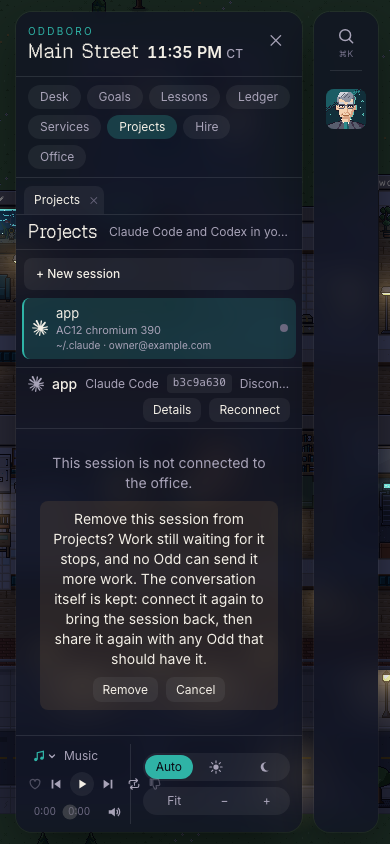 ODDBORO
Main Street 11:35 PM CT
⌘K
Desk Goals Lessons Ledger
Services Projects Hire
Office
Projects
Projects Claude Code and Codex in yo...
+ New session
app
AC12 chromium 390
~/.claude · owner@example.com
app Claude Code b3c9a630 Discon...
Details Reconnect
This session is not connected to
the office.
Remove this session from
Projects? Work still waiting for it
stops, and no Odd can send it
more work. The conversation
itself is kept: connect it again to
bring the session back, then
share it again with any Odd that
should have it.
Remove Cancel
Music
Auto
0:00 0:00
Fit − +